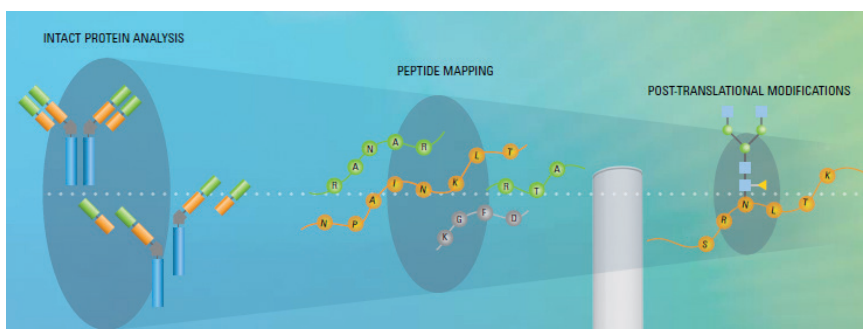 INTACT PROTEIN ANALYSIS
PEPTIDE MAPPING
POST-TRANSLATIONAL MODIFICATIONS
R A N A R
N P A I N K L T
R T A
K G F D
S R N L T K